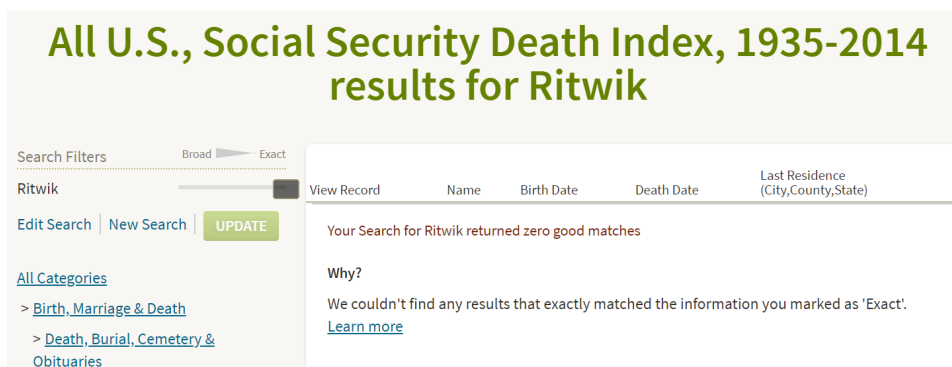 All U.S., Social Security Death Index, 1935-2014
results for Ritwik
Search Filters
Broad Exact
Ritwik
Edit Search New Search UPDATE
All Categories
> Birth, Marriage & Death
> Death, Burial, Cemetery &
Obituaries
View Record Name Birth Date Death Date Last Residence
(City,County,State)
Your Search for Ritwik returned zero good matches
Why?
We couldn't find any results that exactly matched the information you marked as 'Exact'.
Learn more